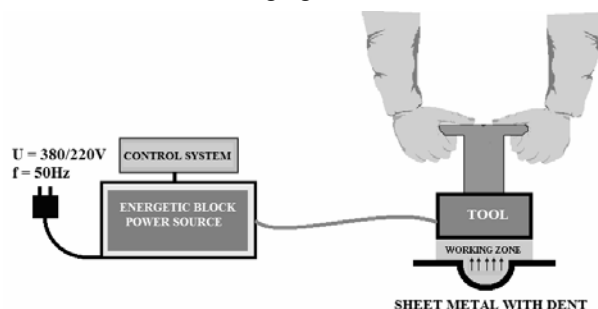 U = 380/220V
f = 50Hz
CONTROL SYSTEM
ENERGETIC BLOCK
POWER SOURCE
TOOL
WORKING ZONE
SHEET METAL WITH DENT